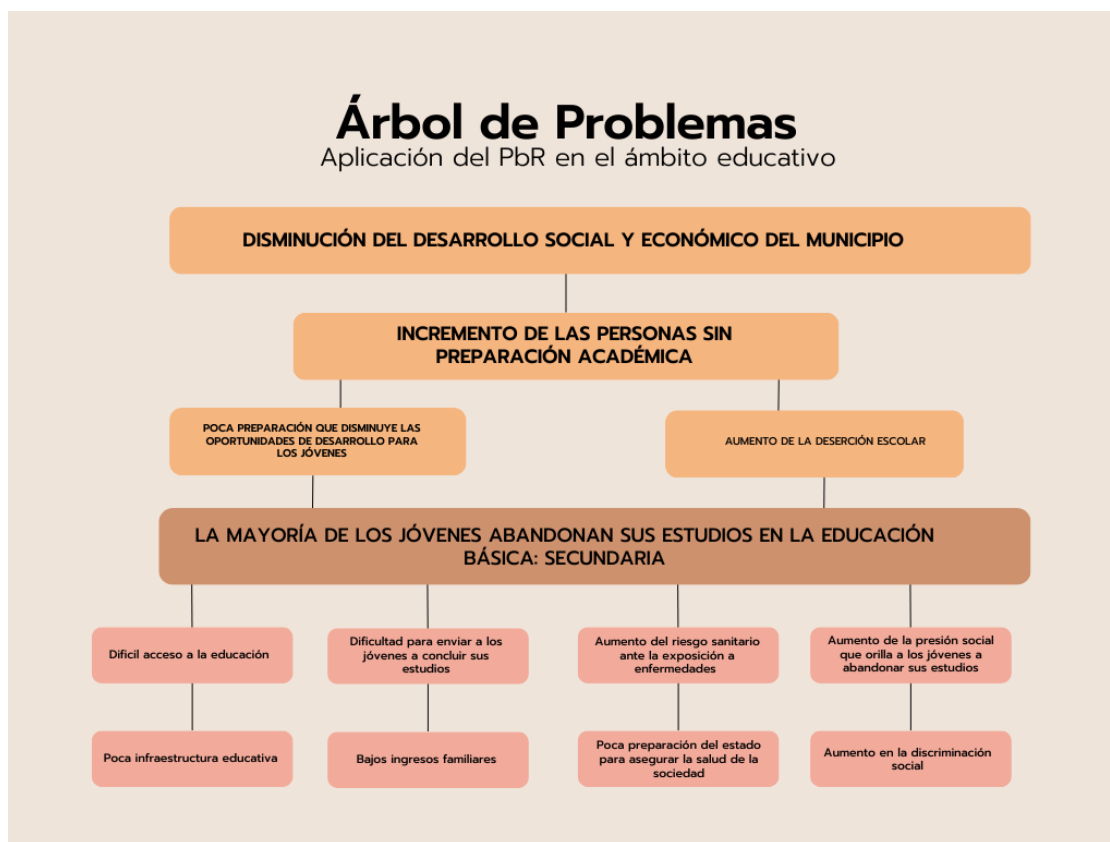 Árbol de Problemas
Aplicación del PbR en el ámbito educativo
DISMINUCIÓN DEL DESARROLLO SOCIAL Y ECONÓMICO DEL MUNICIPIO
INCREMENTO DE LAS PERSONAS SIN
PREPARACIÓN ACADÉMICA
POCA PREPARACIÓN QUE DISMINUYE LAS
OPORTUNIDADES DE DESARROLLO PARA
LOS JÓVENES
AUMENTO DE LA DESERCIÓN ESCOLAR
LA MAYORÍA DE LOS JÓVENES ABANDONAN SUS ESTUDIOS EN LA EDUCACIÓN
BÁSICA: SECUNDARIA
Dificil acceso a la educación
Dificultad para enviar a los
jóvenes a concluir sus
estudios
Aumento del riesgo sanitario
ante la exposición a
enfermedades
Aumento de la presión social
que orilla a los jóvenes a
abandonar sus estudios
Poca infraestructura educativa
Bajos ingresos familiares
Poca preparación del estado
para asegurar la salud de la
sociedad
Aumento en la discriminación
social